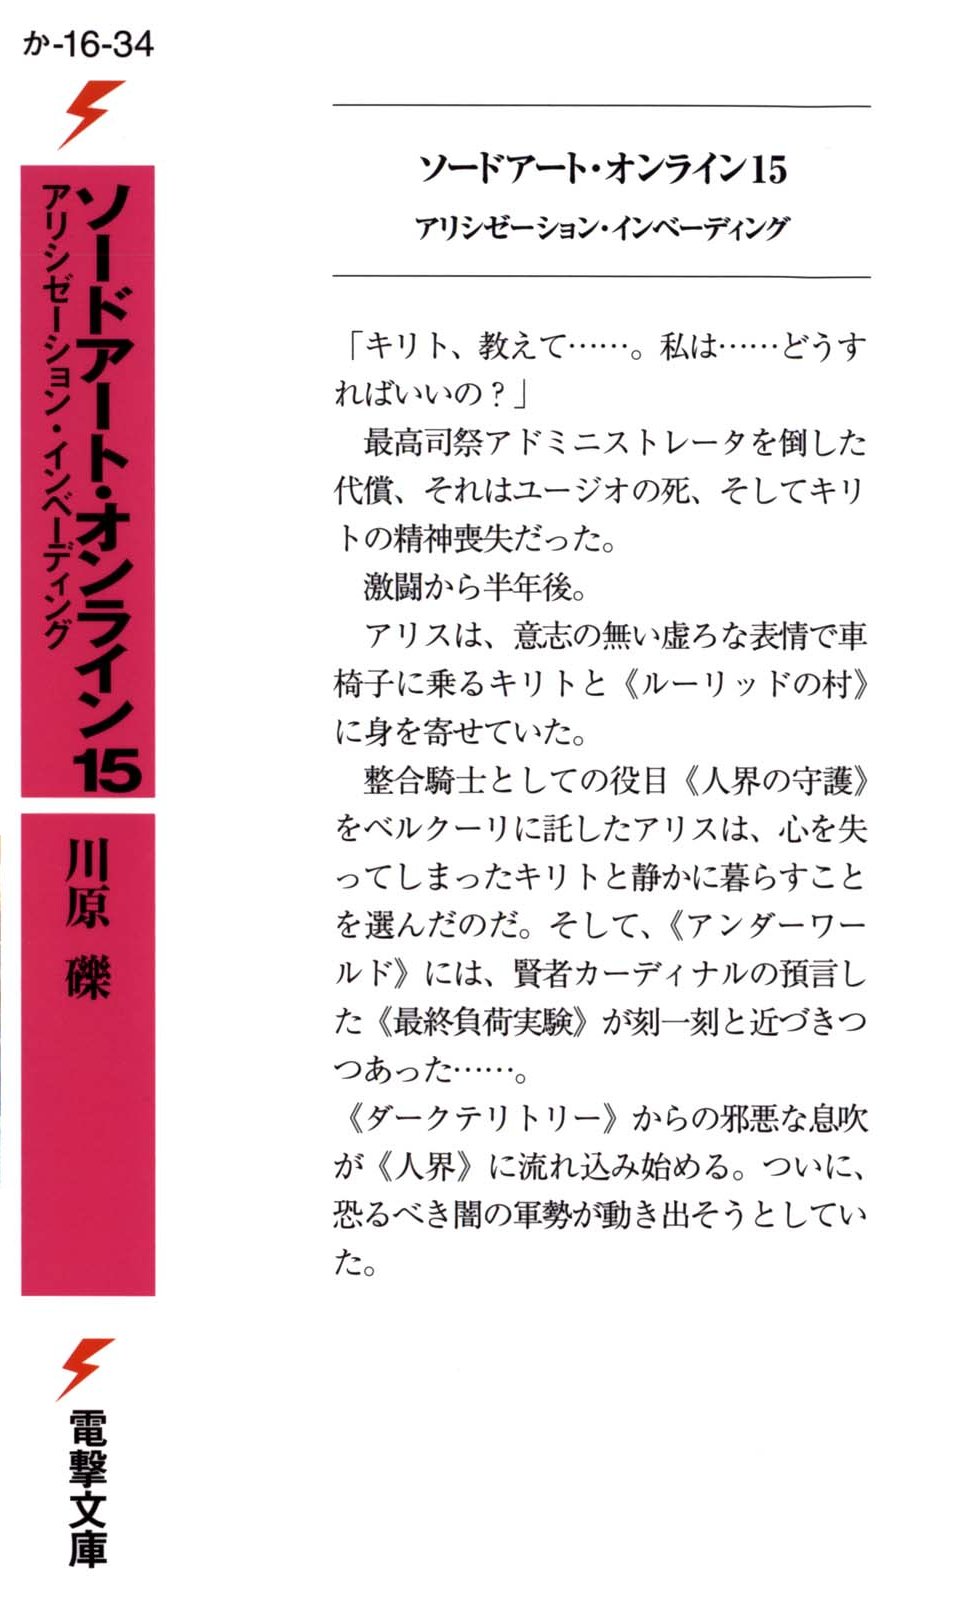 か-16-34
ソードアート・オンライン15
アリシゼーション・インベーディング
川原 礫
電撃文庫
ソードアート・オンライン15
アリシゼーション・インベーディング
「キリト、教えて……。私は……どうす
ればいいの？」
　最高司祭アドミニストレータを倒した
代償、それはユージオの死、そしてキリ
トの精神喪失だった。
　激闘から半年後。
　アリスは、意志の無い虚ろな表情で車
椅子に乗るキリトと《ルーリッドの村》
に身を寄せていた。
　整合騎士としての役目《人界の守護》
をベルクーリに託したアリスは、心を失
ってしまったキリトと静かに暮らすこと
を選んだのだ。そして、《アンダーワー
ルド》には、賢者カーディナルの預言し
た《最終負荷実験》が刻一刻と近づきつ
つあった……。
《ダークテリトリー》からの邪悪な息吹
が《人界》に流れ込み始める。ついに、
恐るべき闇の軍勢が動き出そうとしてい
た。